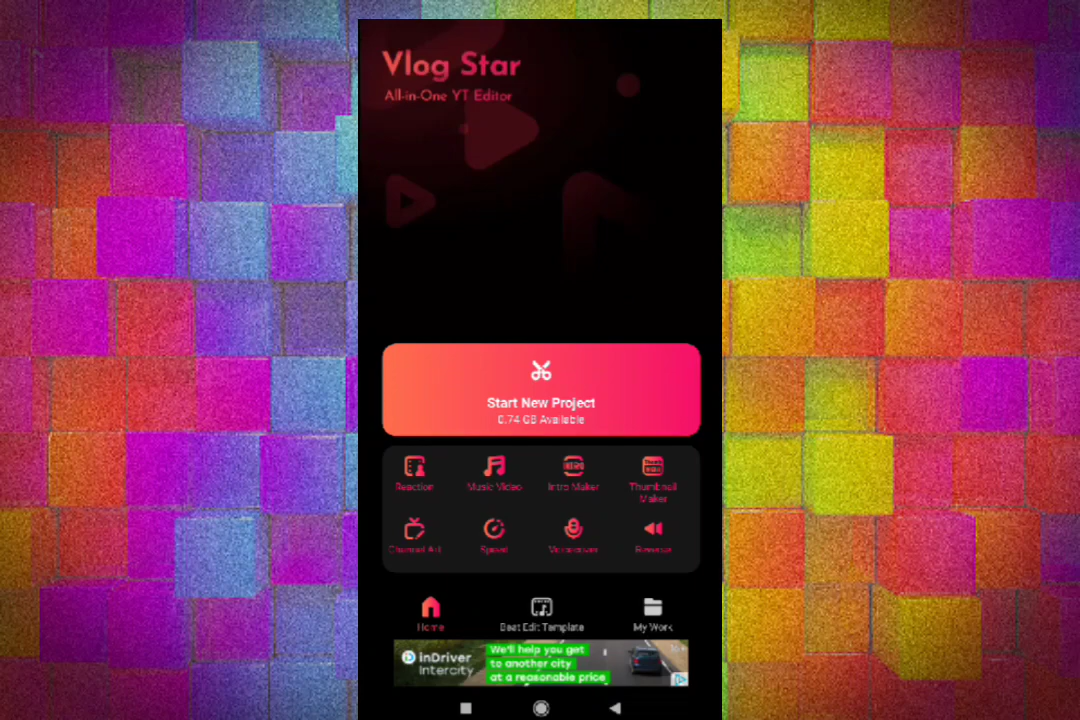 Vlog Star
All-in-One YT Editor
Start New Project
0.74 GB Available
Reaction
Music Video
Intro Maker
Thumbnail
Maker
Channel Art
Speed
Voiceover
Reverse
Home
Beat Edit Template
My Work
inDriver
Intercity
We'll help you get
to another city
at a reasonable price